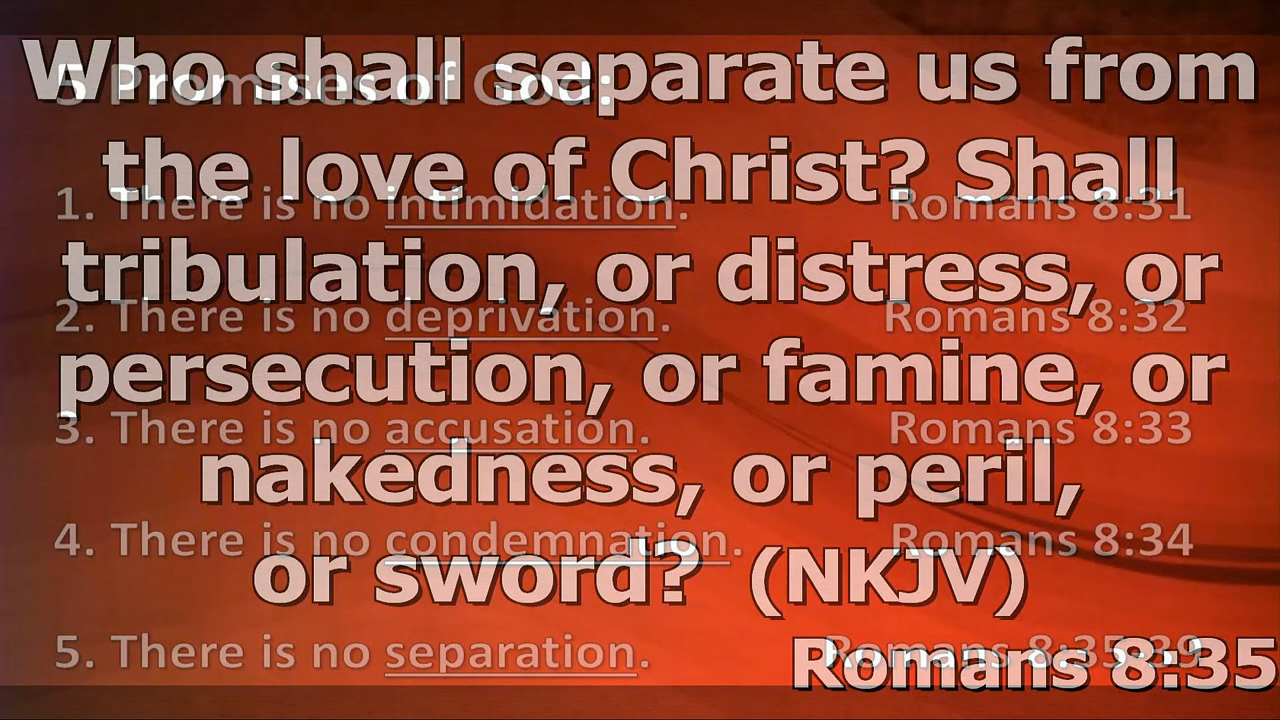 Who shall separate us from
the love of Christ? Shall
tribulation, or distress, or
persecution, or famine, or
nakedness, or peril,
or sword? (NKJV)
Romans 8:35
5 Promises of God:
1. There is no intimidation. Romans 8:31
2. There is no deprivation. Romans 8:32
3. There is no accusation. Romans 8:33
4. There is no condemnation. Romans 8:34
5. There is no separation. Romans 8:35-39